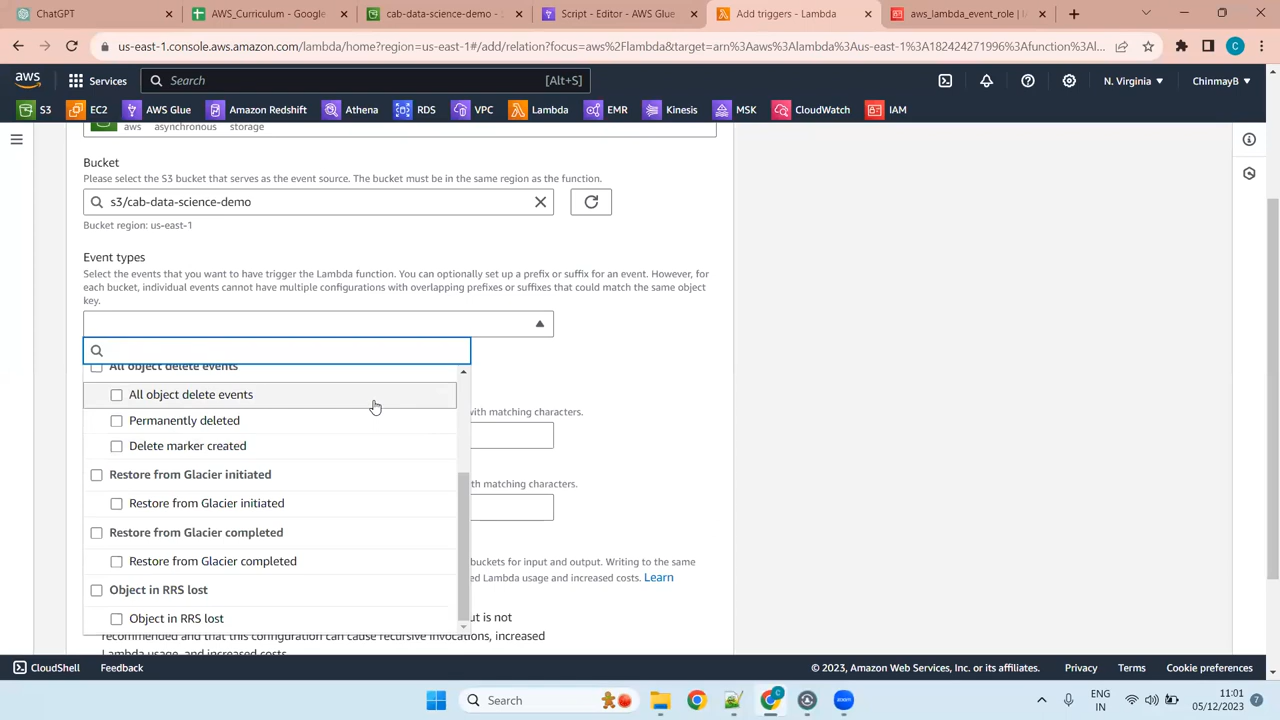 ChatGPT
AWS_Curriculum - Google
cab-data-science-demo -
Script - Editor - AWS Glue
Add triggers - Lambda
aws_lambda_event_role |
us-east-1.console.aws.amazon.com/lambda/home?region=us-east-1#/add/relation?focus=aws%2Flambda&target=arn%3Aaws%3Alambda%3Aus-east-1%3A182424271996%3Afunction%3Al...
C
aws
Services
Search
[Alt+S]
N. Virginia
ChinmayB
S3
EC2
AWS Glue
Amazon Redshift
Athena
RDS
VPC
Lambda
EMR
Kinesis
MSK
CloudWatch
IAM
aws asynchronous storage
Bucket
Please select the S3 bucket that serves as the event source. The bucket must be in the same region as the function.
s3/cab-data-science-demo
Bucket region: us-east-1
Event types
Select the events that you want to have trigger the Lambda function. You can optionally set up a prefix or suffix for an event. However, for
each bucket, individual events cannot have multiple configurations with overlapping prefixes or suffixes that could match the same object
key.
All object delete events
All object delete events
Permanently deleted
Delete marker created
Restore from Glacier initiated
Restore from Glacier initiated
Restore from Glacier completed
Restore from Glacier completed
Object in RRS lost
Object in RRS lost
with matching characters.
with matching characters.
buckets for input and output. Writing to the same
ed Lambda usage and increased costs. Learn
ut is not
recommended and that this configuration can cause recursive invocations, increased
Lambda usage, and increased costs.
CloudShell
Feedback
© 2023, Amazon Web Services, Inc. or its affiliates.
Privacy
Terms
Cookie preferences
Search
zoom
ENG
IN
11:01
05/12/2023
7